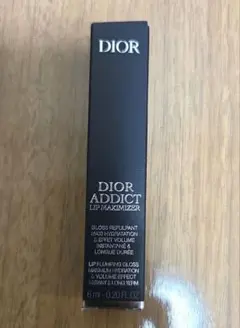 DIOR
DIOR
ADDICT
LIP MAXIMIZER
GLOSS REPULPANT
HYDRATATION
& EFFET VOLUME
INSTANTANÉ &
LONGUE DURÉE
LIP PLUMPING GLOSS
MAXIMUM HYDRATION
& VOLUME EFFECT
INSTANT & LONG TERM
6 ml - 0.20 FL.OZ